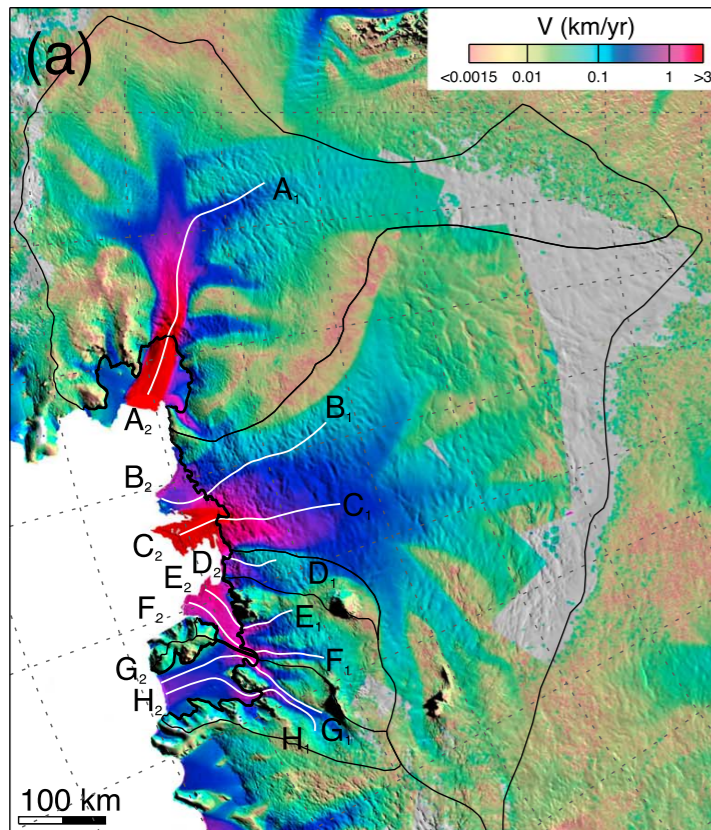 (a)
V (km/yr)
<0.0015 0.01 0.1 1 >3
A₁
A₂
B₁
B₂
C₁
C₂
D₂
D₁
E₂
E₁
F₂
F₁
G₂
G₁
H₂
H₁
100 km